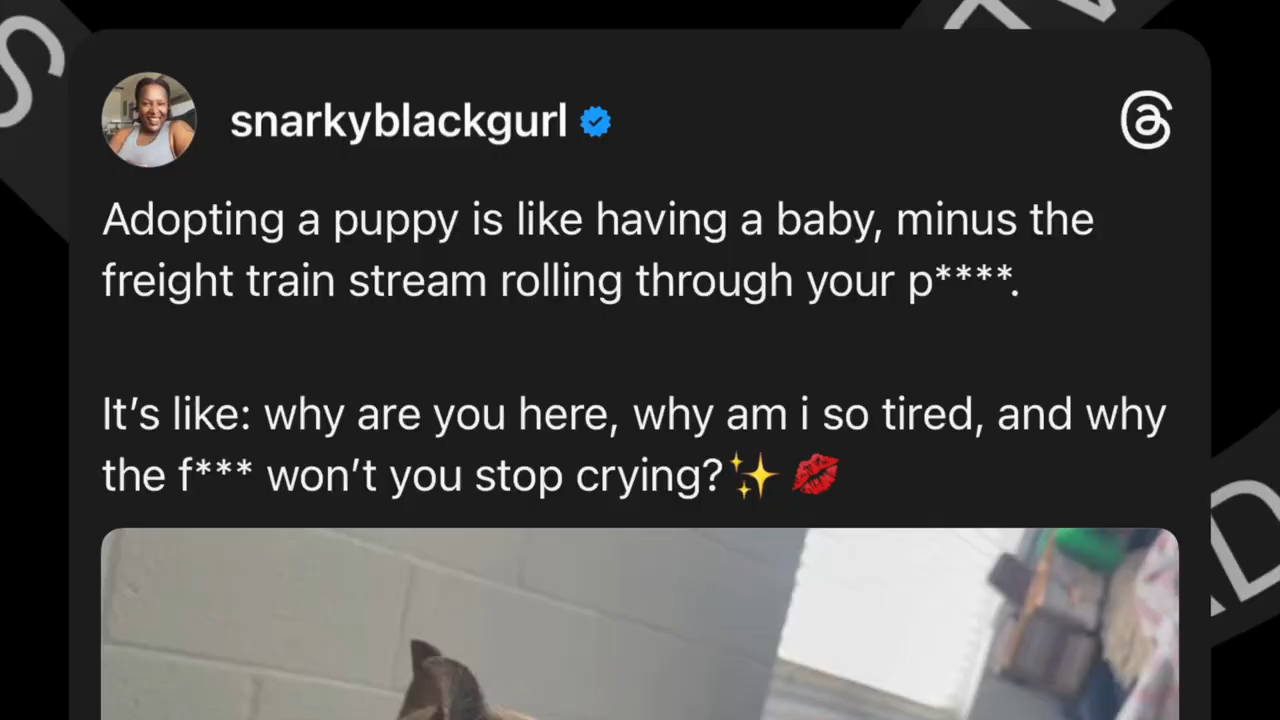 snarkyblackgurl
Adopting a puppy is like having a baby, minus the
freight train stream rolling through your p****.
It’s like: why are you here, why am i so tired, and why
the f*** won’t you stop crying?✨ 💋